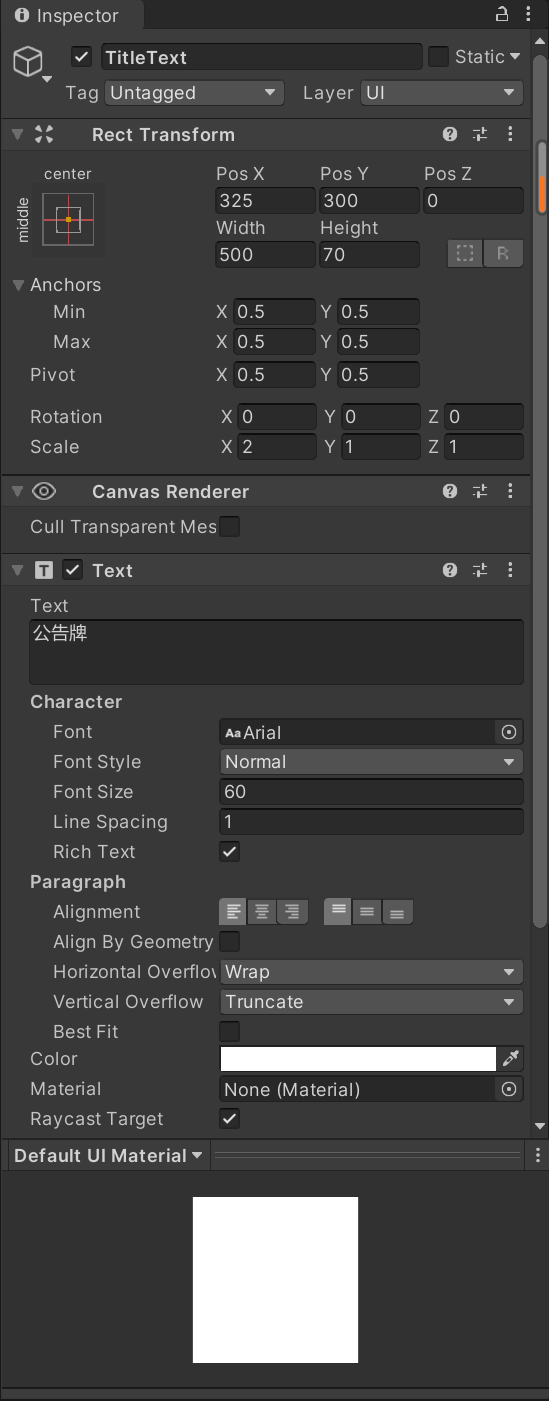 Inspector
TitleText Static
Tag Untagged Layer UI
Rect Transform
center
middle
Pos X Pos Y Pos Z
325 300 0
Width Height
500 70
R
Anchors
Min X 0.5 Y 0.5
Max X 0.5 Y 0.5
Pivot X 0.5 Y 0.5
Rotation X 0 Y 0 Z 0
Scale X 2 Y 1 Z 1
Canvas Renderer
Cull Transparent Mes
T Text
Text
公告牌
Character
Font Aa Arial
Font Style Normal
Font Size 60
Line Spacing 1
Rich Text
Paragraph
Alignment
Align By Geometry
Horizontal Overflow Wrap
Vertical Overflow Truncate
Best Fit
Color
Material None (Material)
Raycast Target
Default UI Material